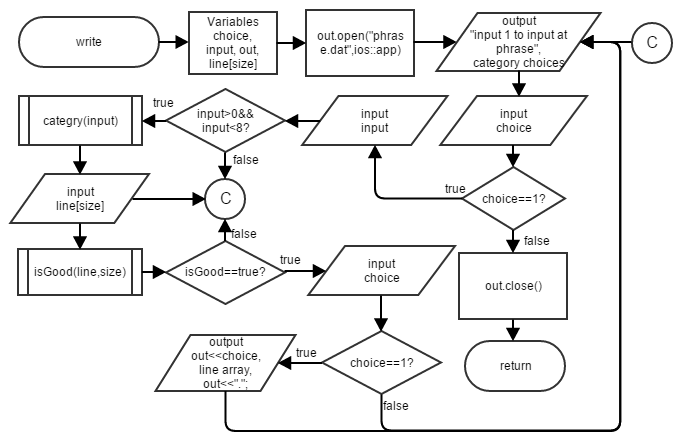 write
Variables
choice,
input, out,
line[size]
out.open("phras
e.dat",ios::app)
output
"input 1 to input at
phrase",
category choices
C
categry(input)
true
input>0&&
input<8?
false
input
input
input
choice
true
choice==1?
false
input
line[size]
C
false
isGood(line,size)
isGood==true?
true
input
choice
out.close()
output
out<<choice,
line array,
out<<".";
true
choice==1?
false
return